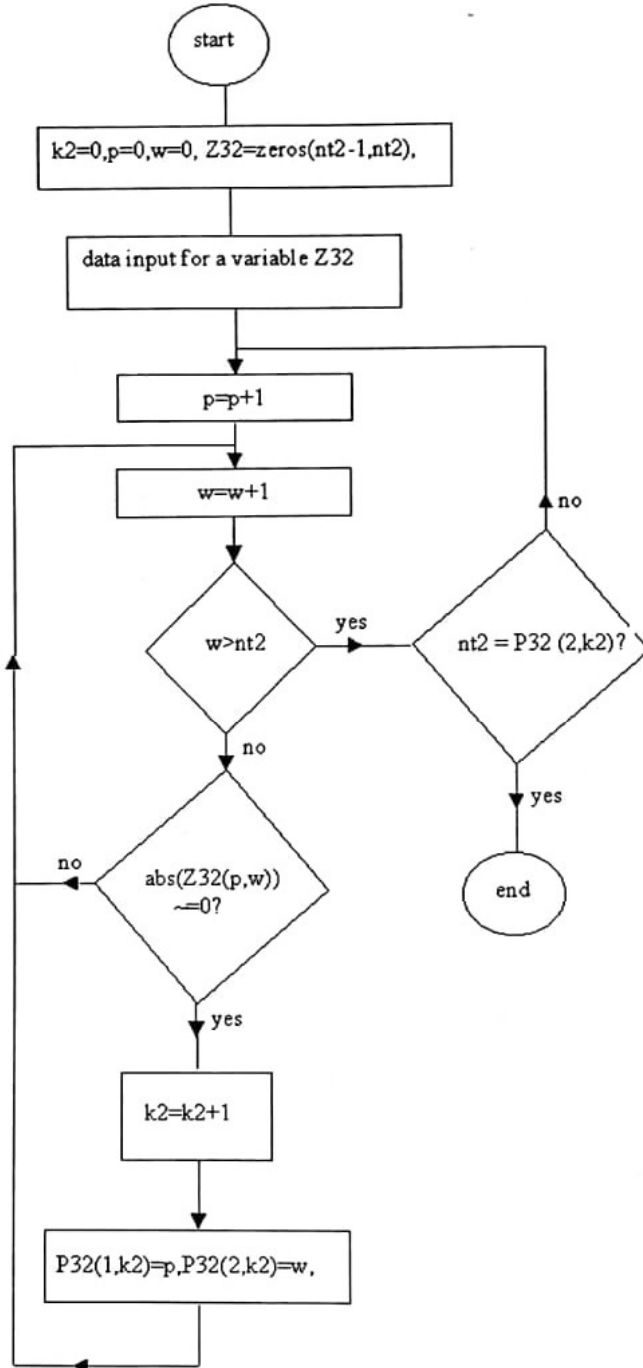 start
k2=0,p=0,w=0, Z32=zeros(nt2-1,nt2),
data input for a variable Z32
p=p+1
w=w+1
no
w>nt2
yes
nt2 = P32 (2,k2)?
no
yes
no
abs(Z32(p,w))
~=0?
end
yes
k2=k2+1
P32(1,k2)=p,P32(2,k2)=w,